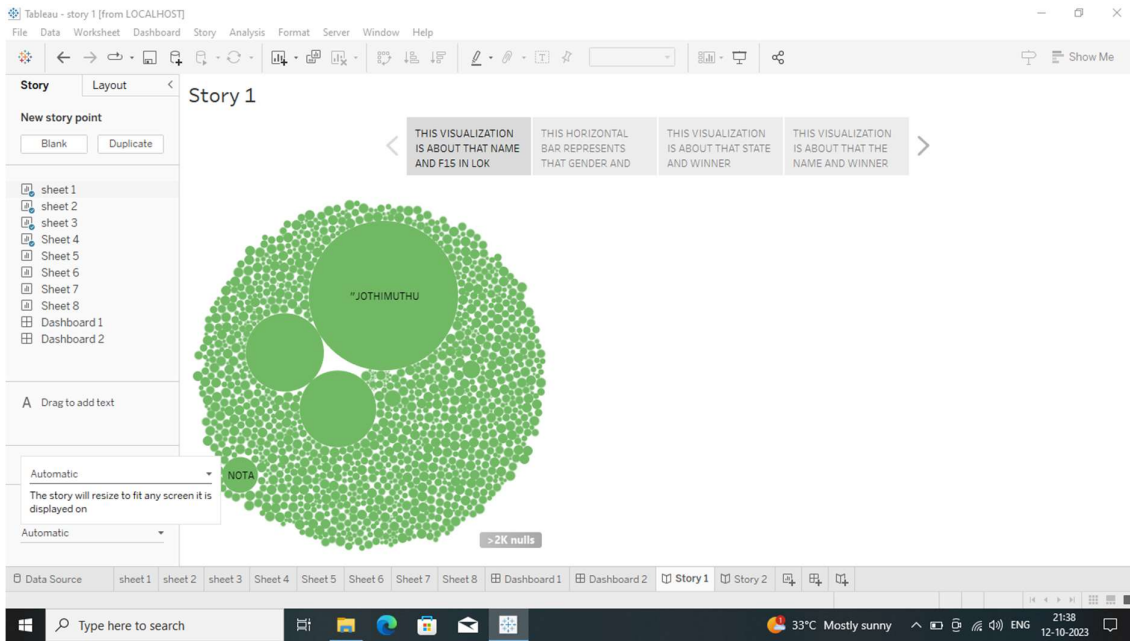 Tableau - story 1 [from LOCALHOST]
File Data Worksheet Dashboard Story Analysis Format Server Window Help
Show Me
Story Layout
New story point
Blank Duplicate
sheet 1
sheet 2
sheet 3
Sheet 4
Sheet 5
Sheet 6
Sheet 7
Sheet 8
Dashboard 1
Dashboard 2
A Drag to add text
Automatic
The story will resize to fit any screen it is
displayed on
Automatic
Story 1
THIS VISUALIZATION
IS ABOUT THAT NAME
AND F15 IN LOK
THIS HORIZONTAL
BAR REPRESENTS
THAT GENDER AND
THIS VISUALIZATION
IS ABOUT THAT STATE
AND WINNER
THIS VISUALIZATION
IS ABOUT THAT THE
NAME AND WINNER
"JOTHIMUTHU
NOTA
>2K nulls
Data Source sheet 1 sheet 2 sheet 3 Sheet 4 Sheet 5 Sheet 6 Sheet 7 Sheet 8 Dashboard 1 Dashboard 2 Story 1 Story 2
Type here to search
33°C Mostly sunny
ENG
21:38
12-10-2023